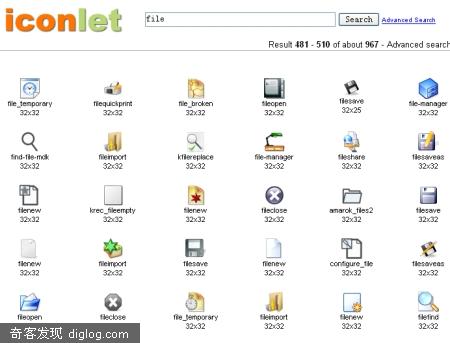 iconlet
file
Search
Advanced Search
Result 481 - 510 of about 967 - Advanced search
file_temporary filequickprint file_broken fileopen filesave file-manager
32x32 32x32 32x32 32x32 32x25 32x32
find-file-mdk fileimport kfilereplace file-manager fileshare filesaveas
32x32 32x32 32x32 32x32 32x32 32x32
filenew krec_fileempty filenew fileclose amarok_files2 filesave
32x32 32x32 32x32 32x32 32x32 32x32
filenew fileimport filesave filenew configure_file filesaveas
32x32 32x32 32x32 32x32 32x32 32x32
fileopen fileclose file_temporary fileimport filenew filefind
32x32 32x32 32x32 32x32 32x32
奇客发现 diglog.com